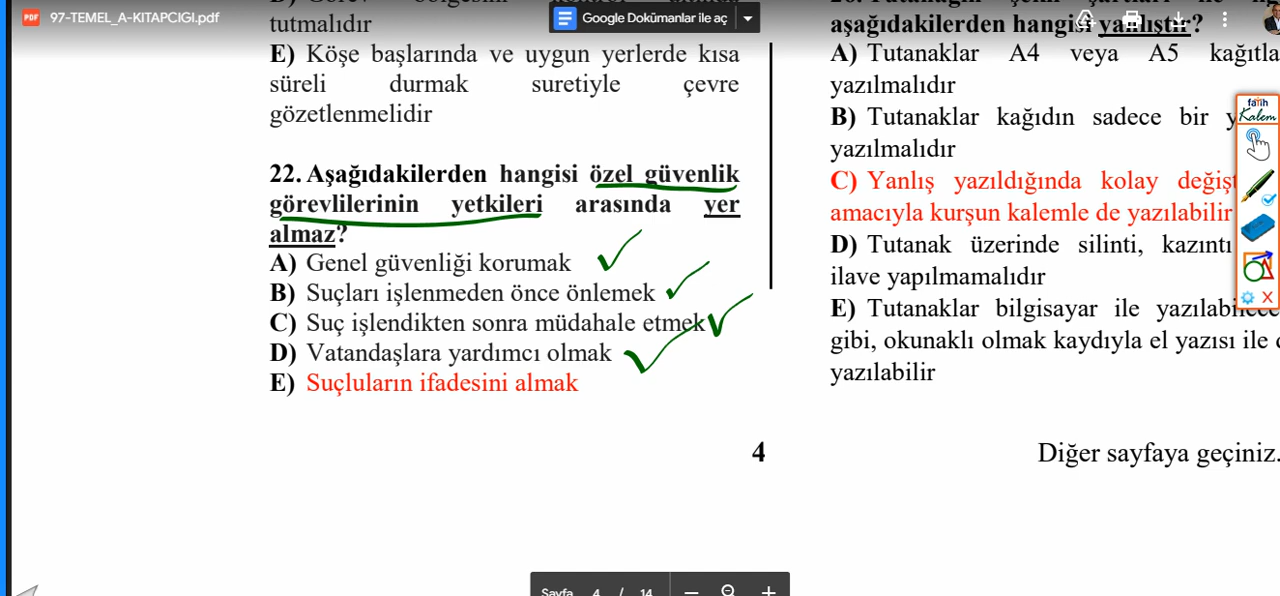 97-TEMEL_A-KITAPCIGI.pdf
Google Dokümanlar ile aç
tutmalıdır
E) Köşe başlarında ve uygun yerlerde kısa
süreli durmak suretiyle çevre
gözetlenmelidir
22. Aşağıdakilerden hangisi özel güvenlik
görevlilerinin yetkileri arasında yer
almaz?
A) Genel güvenliği korumak
B) Suçları işlenmeden önce önlemek
C) Suç işlendikten sonra müdahale etmek
D) Vatandaşlara yardımcı olmak
E) Suçluların ifadesini almak
aşağıdakilerden hangisi yanlıştır?
A) Tutanaklar A4 veya A5 kağıtla
yazılmalıdır
B) Tutanaklar kağıdın sadece bir y
yazılmalıdır
C) Yanlış yazıldığında kolay değişt
amacıyla kurşun kalemle de yazılabilir
D) Tutanak üzerinde silinti, kazıntı
ilave yapılmamalıdır
E) Tutanaklar bilgisayar ile
gibi, okunaklı olmak kaydıyla el yazısı ile
yazılabilir
fatih
Kalem
4
Diğer sayfaya geçiniz.
Sayfa 4 / 14